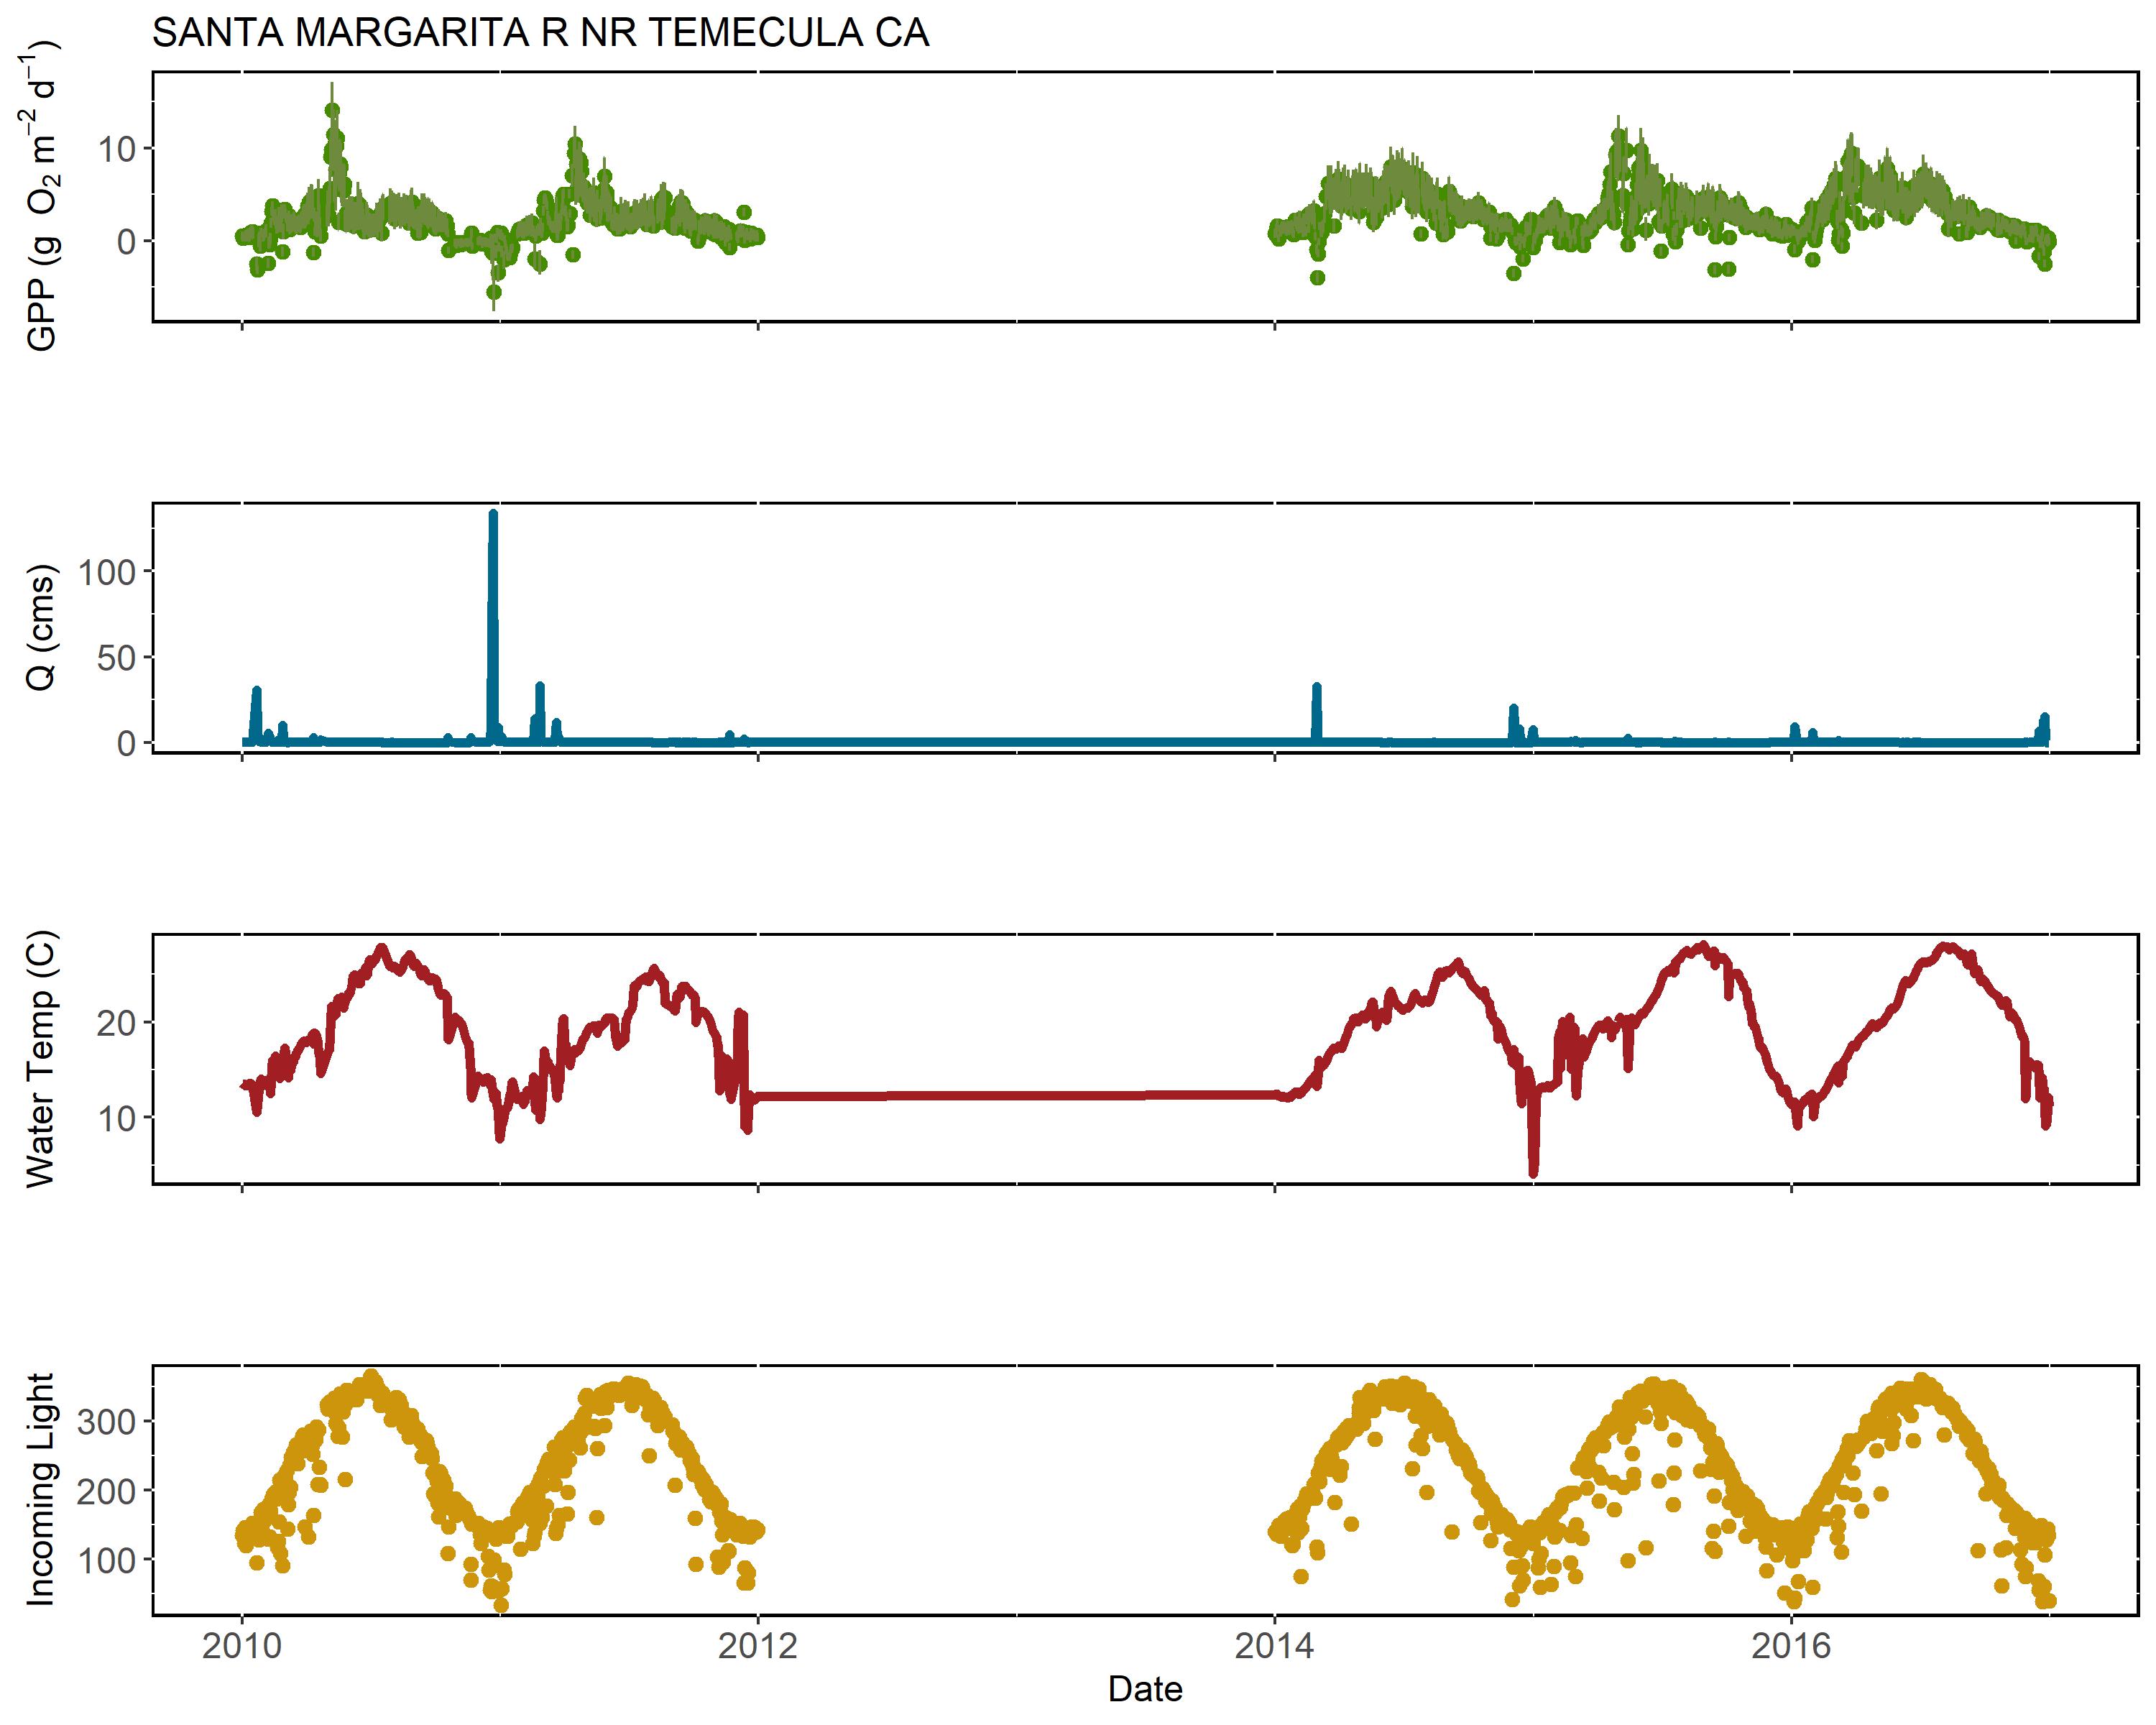 SANTA MARGARITA R NR TEMECULA CA
GPP (g O₂ m⁻² d⁻¹)
10
0
Q (cms)
100
50
0
Water Temp (C)
20
10
Incoming Light
300
200
100
2010 2012 2014 2016
Date